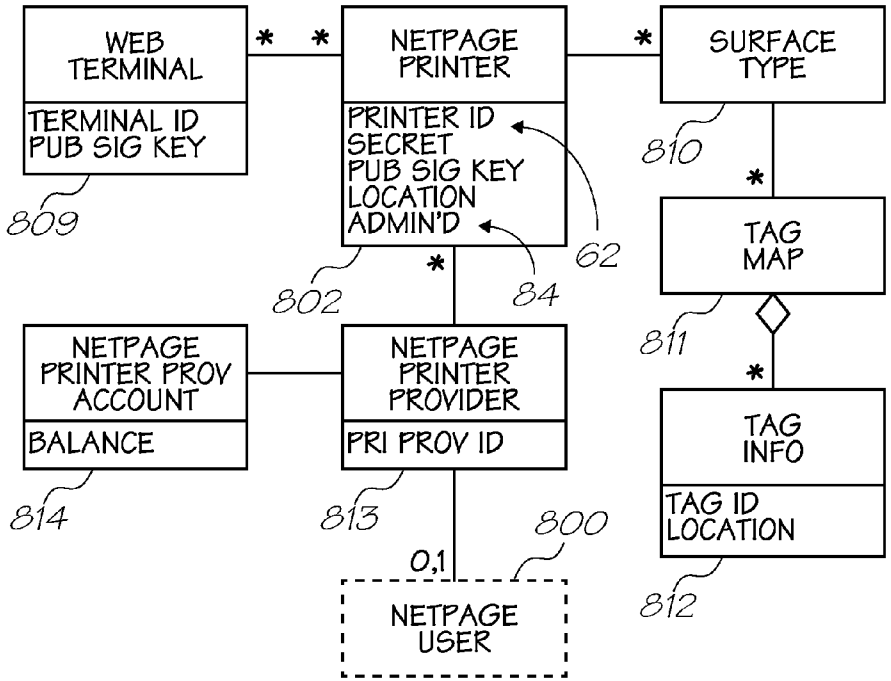 WEB
TERMINAL
TERMINAL ID
PUB SIG KEY
809
*
*
NETPAGE
PRINTER
PRINTER ID
SECRET
PUB SIG KEY
LOCATION
ADMIN'D
802
62
84
*
SURFACE
TYPE
810
*
TAG
MAP
811
*
TAG
INFO
TAG ID
LOCATION
812
*
NETPAGE
PRINTER PROV
ACCOUNT
BALANCE
814
NETPAGE
PRINTER
PROVIDER
PRI PROV ID
813
0,1
800
NETPAGE
USER